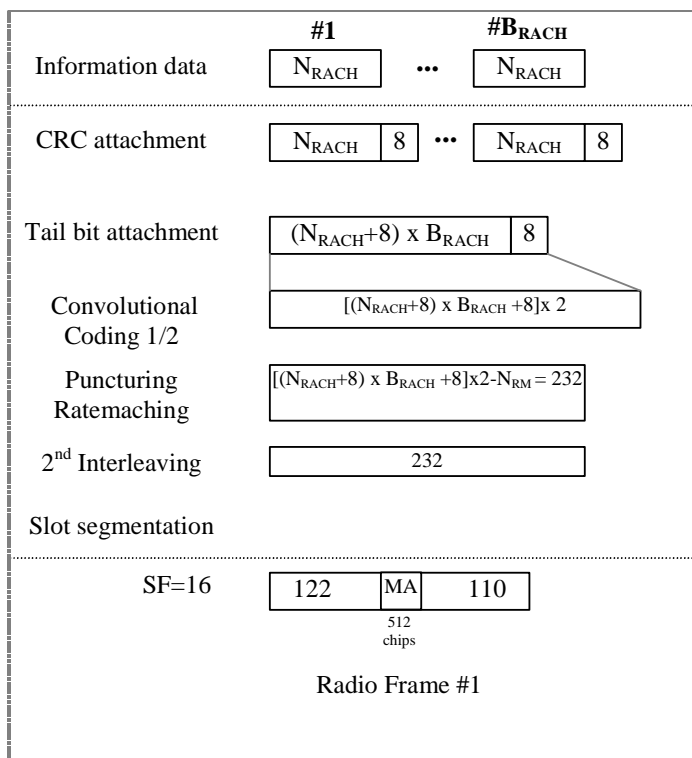 #1 #B_RACH
Information data N_RACH ••• N_RACH
CRC attachment N_RACH 8 ••• N_RACH 8
Tail bit attachment (N_RACH+8) x B_RACH 8
Convolutional
Coding 1/2
[(N_RACH+8) x B_RACH +8]x 2
Puncturing
Ratemaching
[(N_RACH+8) x B_RACH +8]x2-N_RM = 232
2nd Interleaving 232
Slot segmentation
SF=16 122 MA 110
512
chips
Radio Frame #1